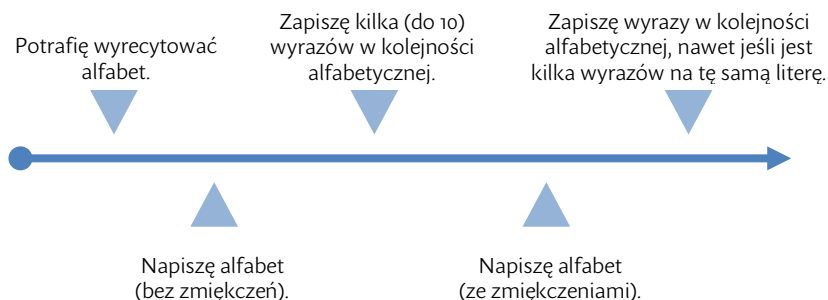 Potrafię wyrecytować
alfabet.
Zapiszę kilka (do 10)
wyrazów w kolejności
alfabetycznej.
Zapiszę wyrazy w kolejności
alfabetycznej, nawet jeśli jest
kilka wyrazów na tę samą literę.
Napiszę alfabet
(bez zmiękczeń).
Napiszę alfabet
(ze zmiękczeniami).